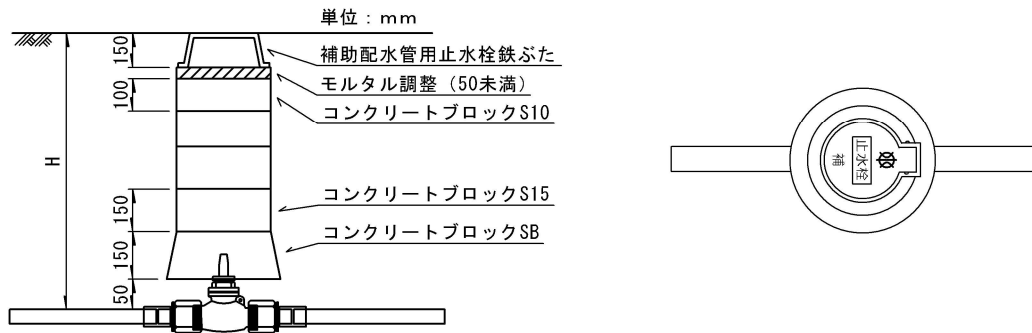 単位：mm
150
補助配水管用止水栓鉄ぶた
モルタル調整（50未満）
100
コンクリートブロックS10
H
150
コンクリートブロックS15
150
コンクリートブロックSB
50
止水栓
補